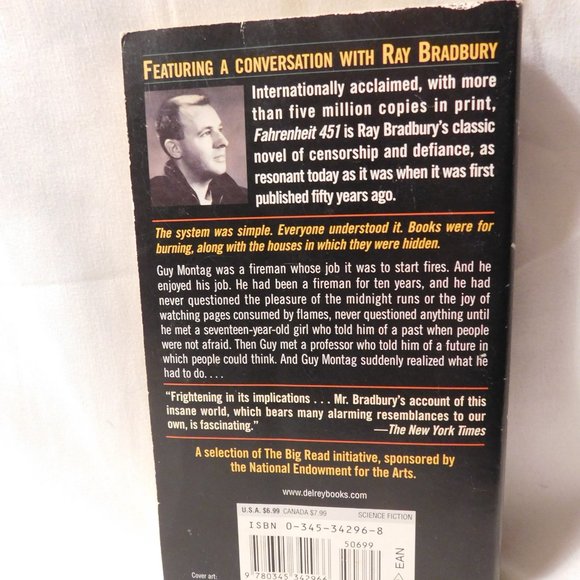 FEATURING A CONVERSATION WITH RAY BRADBURY
Internationally acclaimed, with more
than five million copies in print,
Fahrenheit 451 is Ray Bradbury's classic
novel of censorship and defiance, as
resonant today as it was when it was first
published fifty years ago.
The system was simple. Everyone understood it. Books were for
burning, along with the houses in which they were hidden.
Guy Montag was a fireman whose job it was to start fires. And he
enjoyed his job. He had been a fireman for ten years, and he had
never questioned the pleasure of the midnight runs or the joy of
watching pages consumed by flames, never questioned anything until
he met a seventeen-year-old girl who told him of a past when people
were not afraid. Then Guy met a professor who told him of a future in
which people could think. And Guy Montag suddenly realized what he
had to do. . . .
"Frightening in its implications . . . Mr. Bradbury's account of this
insane world, which bears many alarming resemblances to our
own, is fascinating."
—The New York Times
A selection of The Big Read initiative, sponsored by
the National Endowment for the Arts.
www.delreybooks.com
U.S.A. $6.99 CANADA $7.99 SCIENCE FICTION
ISBN 0-345-34296-8
50699
EAN
9 780345 342966
Cover art: